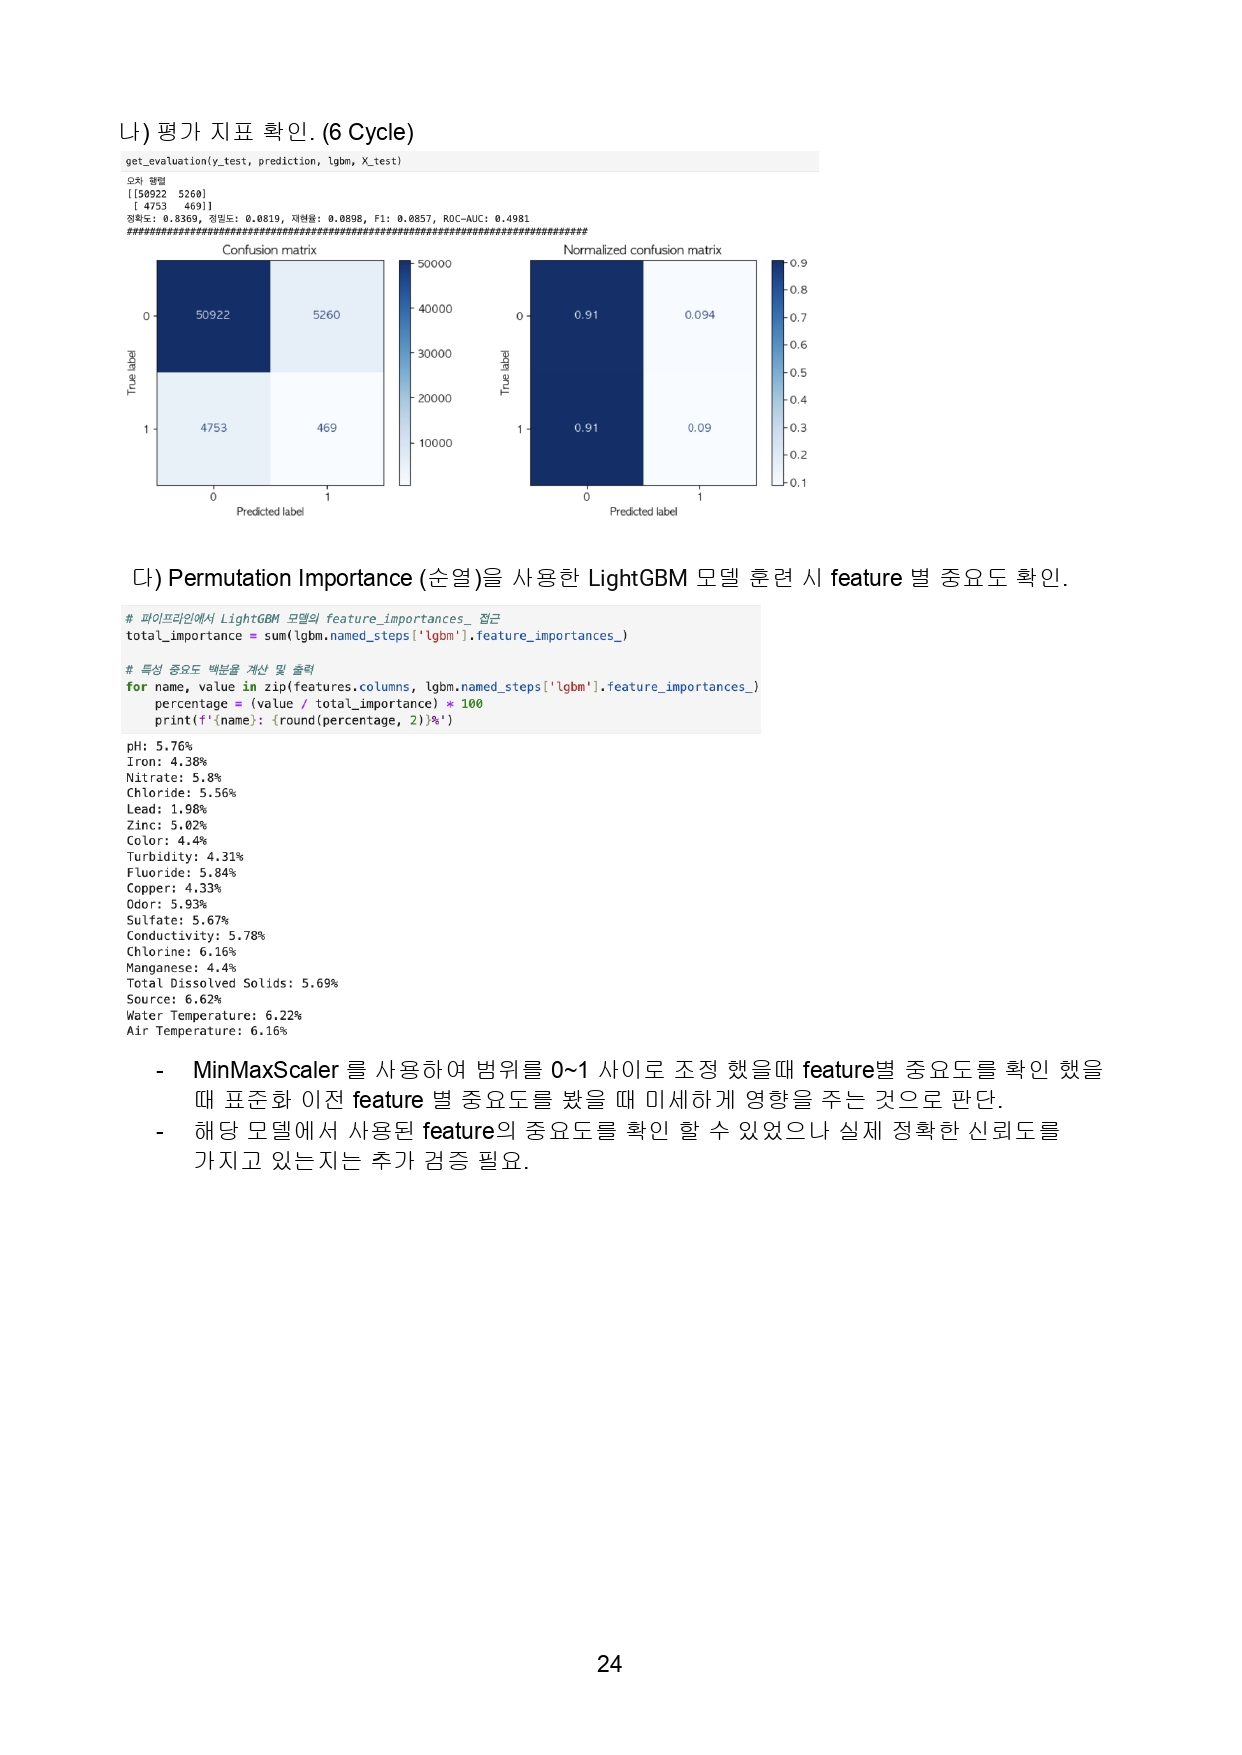 나) 평가 지표 확인. (6 Cycle)
get_evaluation(y_test, prediction, lgbm, X_test)
오차 행렬
[[50922  5260]
 [ 4753   469]]
정확도: 0.8369, 정밀도: 0.0819, 재현율: 0.0898, F1: 0.0857, ROC-AUC: 0.4981
################################################################################
Confusion matrix
Normalized confusion matrix
50000
40000
30000
20000
10000
0
50922
5260
1
4753
469
0
1
True label
Predicted label
0.9
0.8
0.7
0.6
0.5
0.4
0.3
0.2
0.1
0
0.91
0.094
1
0.91
0.09
0
1
True label
Predicted label
다) Permutation Importance (순열)을 사용한 LightGBM 모델 훈련 시 feature 별 중요도 확인.
# 파이프라인에서 LightGBM 모델의 feature_importances_ 접근
total_importance = sum(lgbm.named_steps['lgbm'].feature_importances_)
# 특성 중요도 백분율 계산 및 출력
for name, value in zip(features.columns, lgbm.named_steps['lgbm'].feature_importances_)
    percentage = (value / total_importance) * 100
    print(f'{name}: {round(percentage, 2)}%')
pH: 5.76%
Iron: 4.38%
Nitrate: 5.8%
Chloride: 5.56%
Lead: 1.98%
Zinc: 5.02%
Color: 4.4%
Turbidity: 4.31%
Fluoride: 5.84%
Copper: 4.33%
Odor: 5.93%
Sulfate: 5.67%
Conductivity: 5.78%
Chlorine: 6.16%
Manganese: 4.4%
Total Dissolved Solids: 5.69%
Source: 6.62%
Water Temperature: 6.22%
Air Temperature: 6.16%
- MinMaxScaler 를 사용하여 범위를 0~1 사이로 조정 했을때 feature별 중요도를 확인 했을
때 표준화 이전 feature 별 중요도를 봤을 때 미세하게 영향을 주는 것으로 판단.
- 해당 모델에서 사용된 feature의 중요도를 확인 할 수 있었으나 실제 정확한 신뢰도를
가지고 있는지는 추가 검증 필요.
24